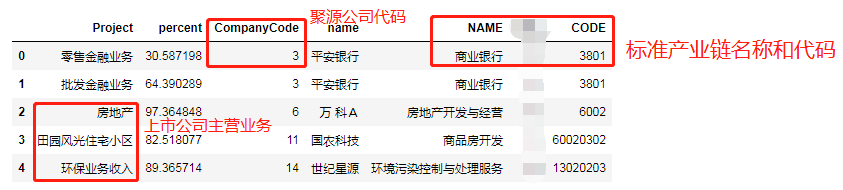 聚源公司代码
Project percent CompanyCode name NAME CODE
标准产业链名称和代码
0 零售金融业务 30.587198 3 平安银行 商业银行 3801
1 批发金融业务 64.390289 3 平安银行 商业银行 3801
2 房地产 97.364848 6 万 科Ａ 房地产开发与经营 6002
上市公司主营业务
3 田园风光住宅小区 82.518077 11 国农科技 商品房开发 60020302
4 环保业务收入 89.365714 14 世纪星源 环境污染控制与处理服务 13020203